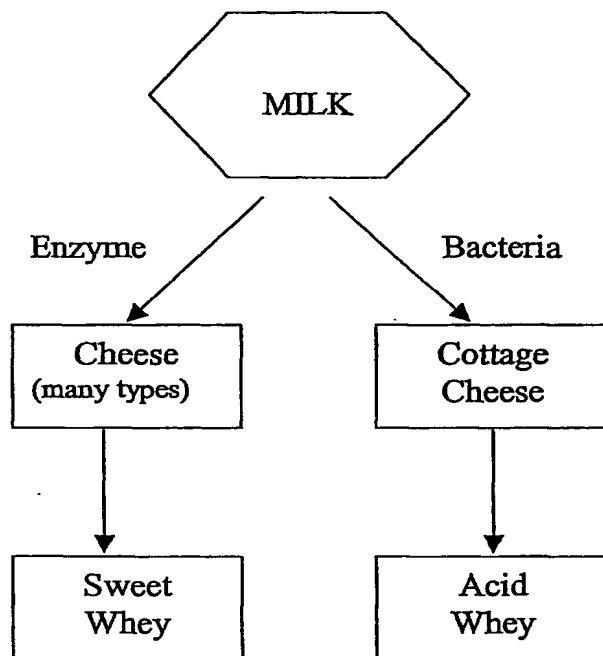 MILK
Enzyme
Bacteria
Cheese
(many types)
Cottage
Cheese
Sweet
Whey
Acid
Whey